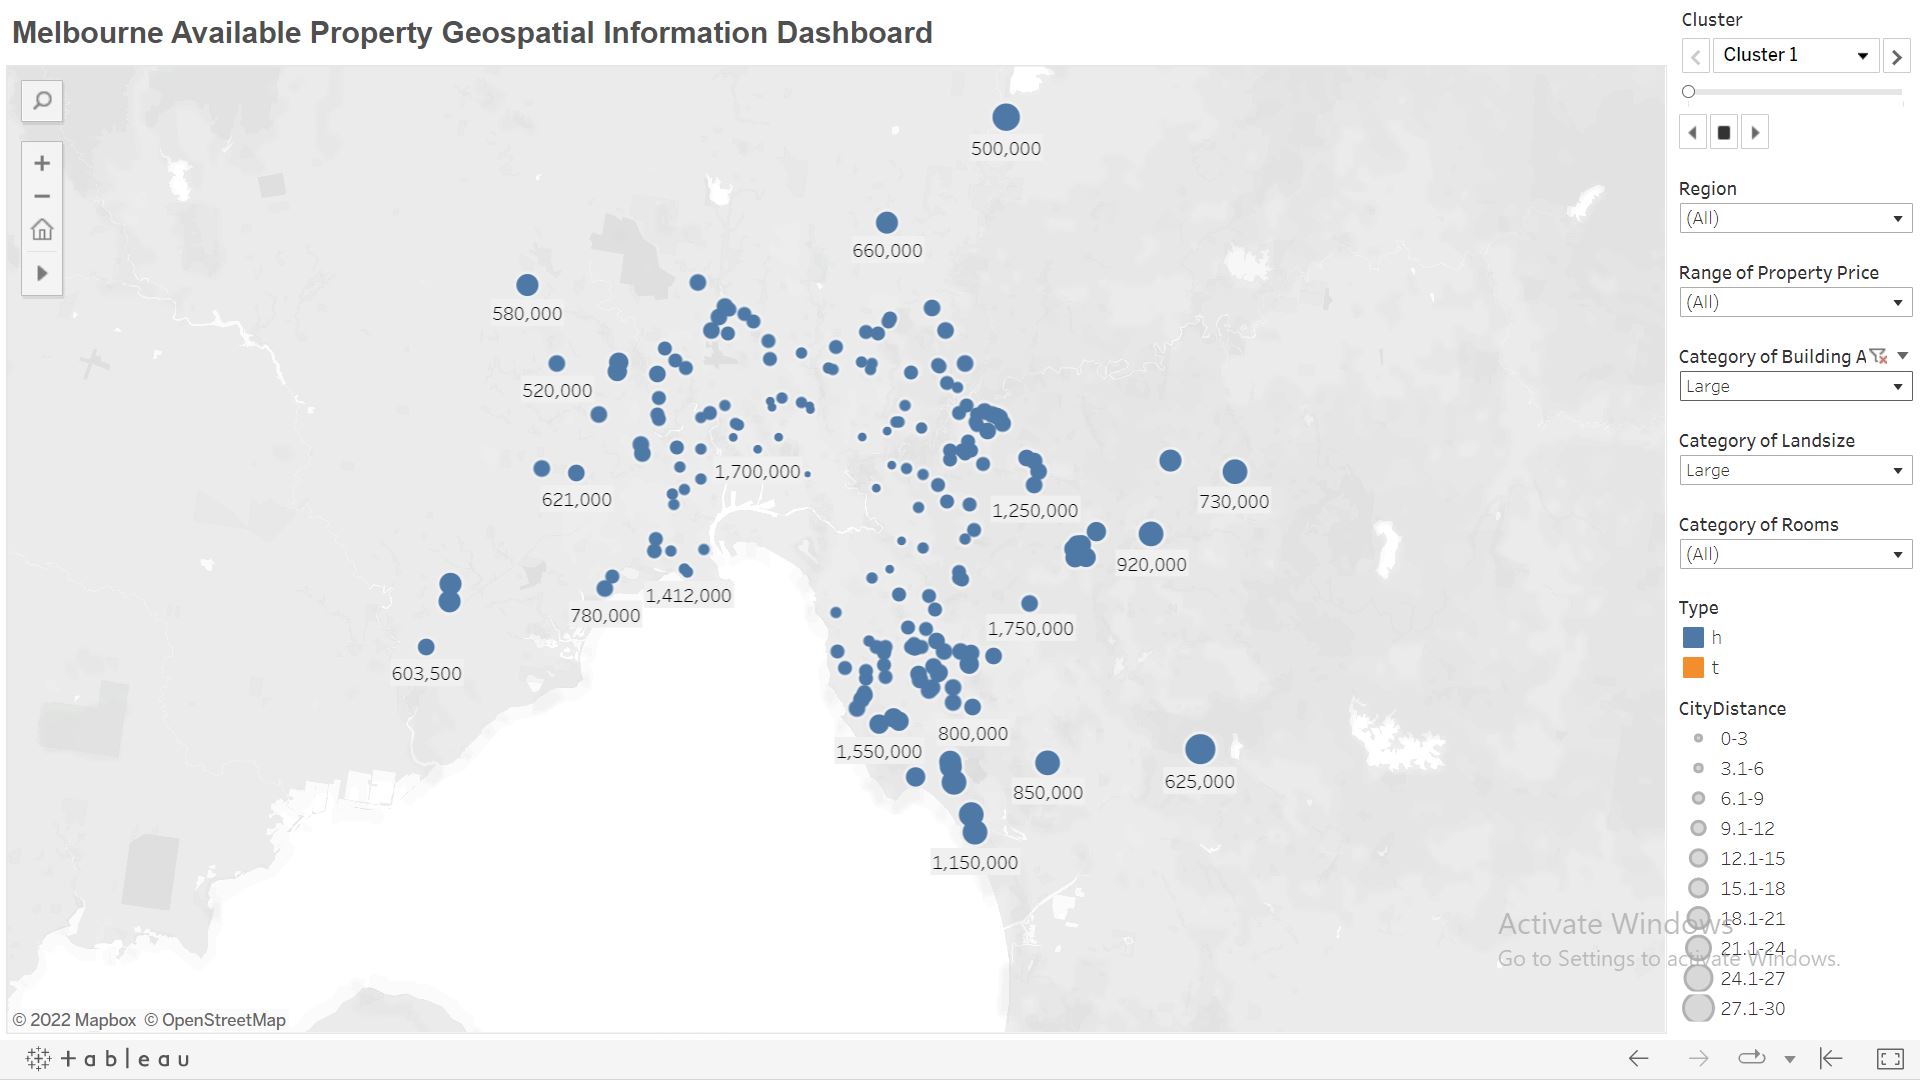 Melbourne Available Property Geospatial Information Dashboard
500,000
660,000
580,000
520,000
1,700,000
621,000
1,250,000
730,000
920,000
780,000
1,412,000
1,750,000
603,500
800,000
1,550,000
850,000
625,000
1,150,000
© 2022 Mapbox © OpenStreetMap
Cluster
Cluster 1
Region
(All)
Range of Property Price
(All)
Category of Building A
Large
Category of Landsize
Large
Category of Rooms
(All)
Type
h
t
CityDistance
0-3
3.1-6
6.1-9
9.1-12
12.1-15
15.1-18
18.1-21
21.1-24
24.1-27
27.1-30
Activate Windows
Go to Settings to activate Windows.
+ a b | e a u